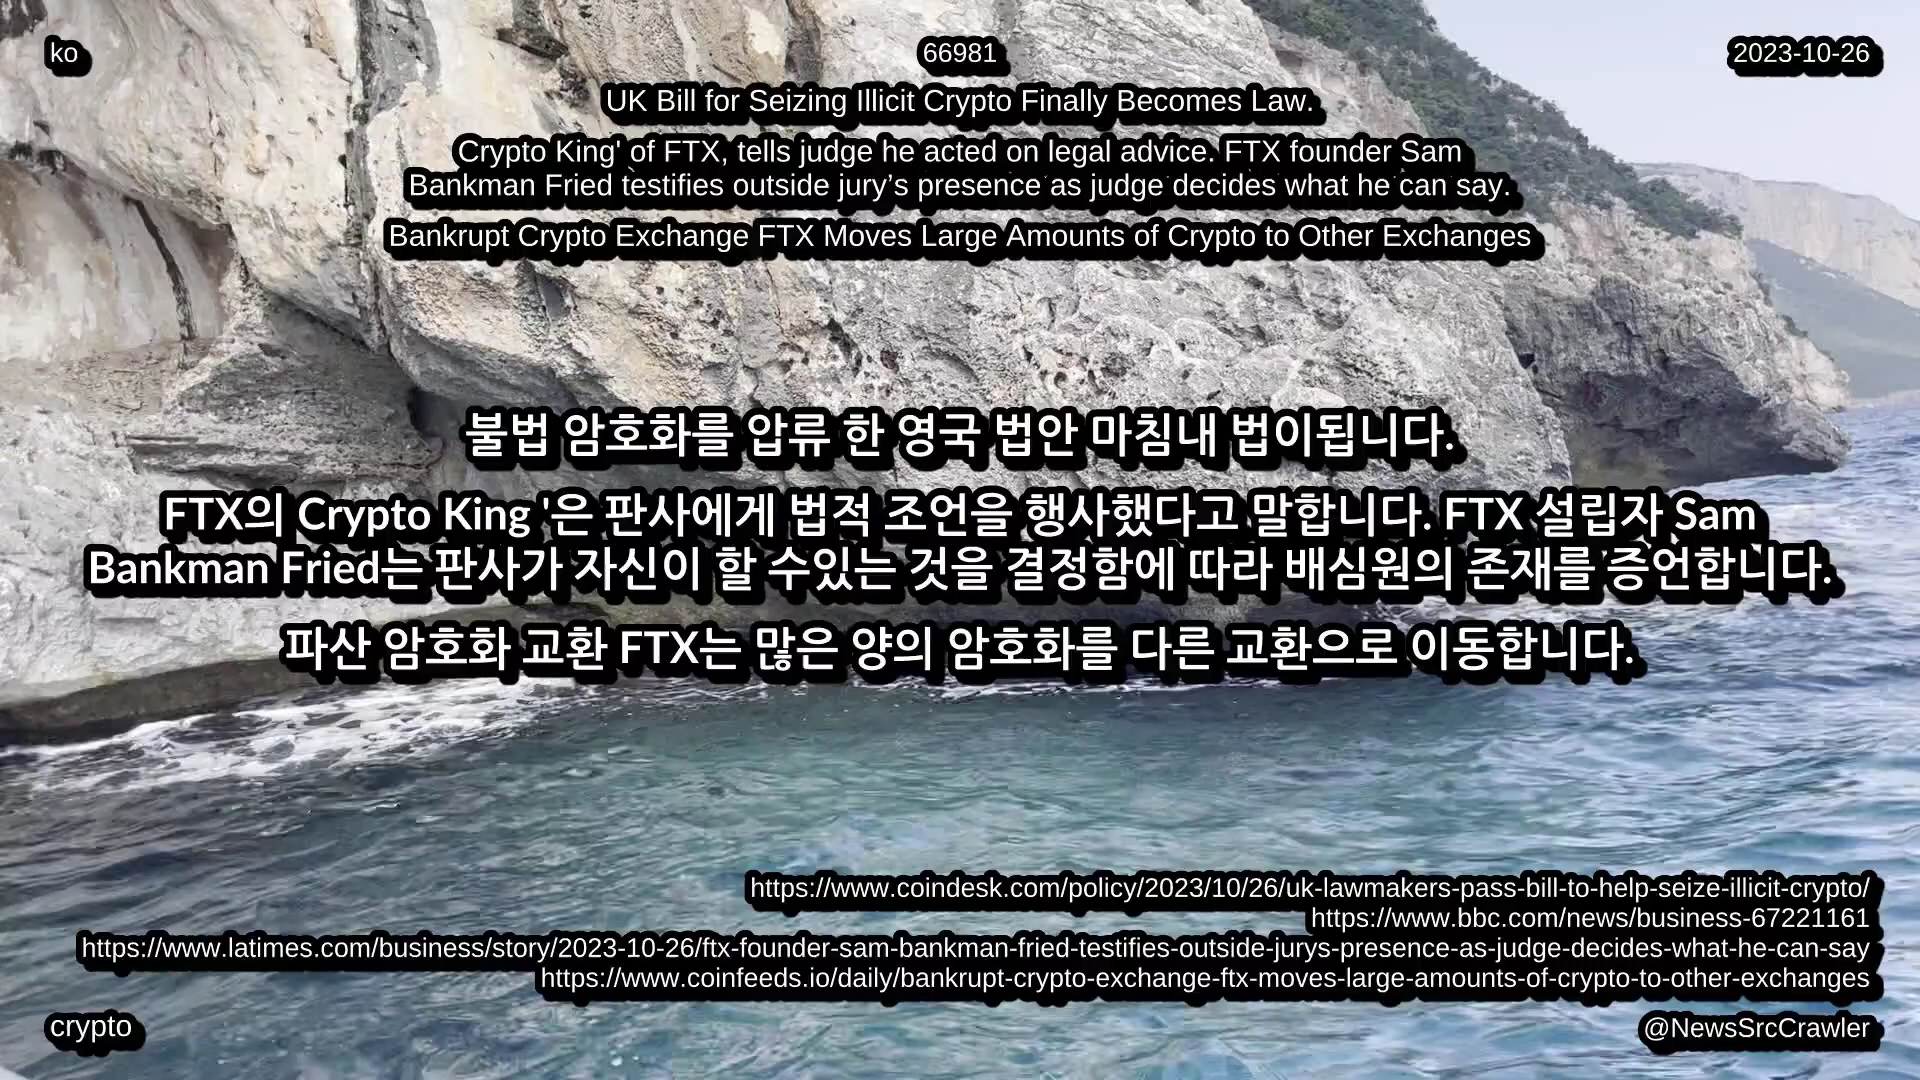 ko
66981
2023-10-26
UK Bill for Seizing Illicit Crypto Finally Becomes Law.
Crypto King' of FTX, tells judge he acted on legal advice. FTX founder Sam
Bankman Fried testifies outside jury’s presence as judge decides what he can say.
Bankrupt Crypto Exchange FTX Moves Large Amounts of Crypto to Other Exchanges
불법 암호화를 압류 한 영국 법안 마침내 법이됩니다.
FTX의 Crypto King '은 판사에게 법적 조언을 행사했다고 말합니다. FTX 설립자 Sam
Bankman Fried는 판사가 자신이 할 수있는 것을 결정함에 따라 배심원의 존재를 증언합니다.
파산 암호화 교환 FTX는 많은 양의 암호화를 다른 교환으로 이동합니다.
https://www.coindesk.com/policy/2023/10/26/uk-lawmakers-pass-bill-to-help-seize-illicit-crypto/
https://www.bbc.com/news/business-67221161
https://www.latimes.com/business/story/2023-10-26/ftx-founder-sam-bankman-fried-testifies-outside-jurys-presence-as-judge-decides-what-he-can-say
https://www.coinfeeds.io/daily/bankrupt-crypto-exchange-ftx-moves-large-amounts-of-crypto-to-other-exchanges
crypto
@NewsSrcCrawler